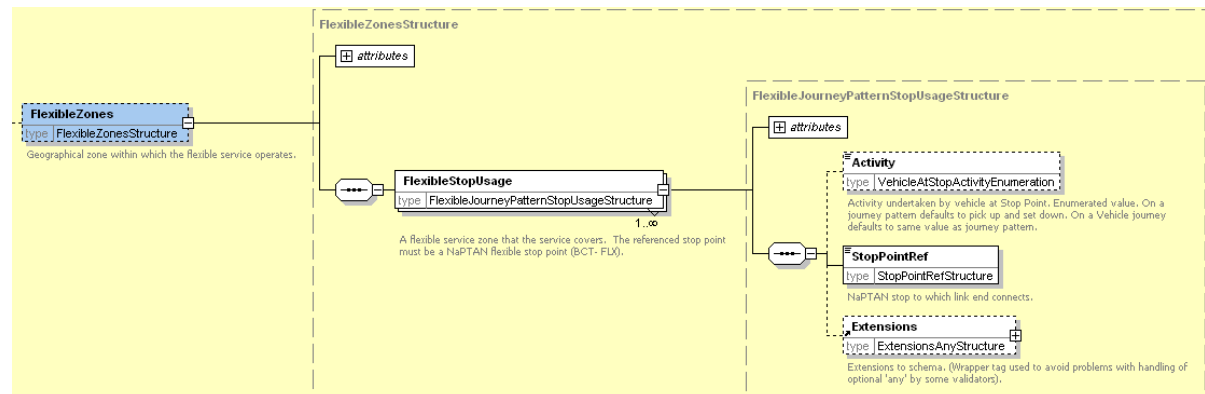 FlexibleZonesStructure
attributes
FlexibleZones
type FlexibleZonesStructure
Geographical zone within which the flexible service operates.
FlexibleStopUsage
type FlexibleJourneyPatternStopUsageStructure
1..∞
A flexible service zone that the service covers. The referenced stop point
must be a NaPTAN flexible stop point (BCT- FLX).
FlexibleJourneyPatternStopUsageStructure
attributes
Activity
type VehicleAtStopActivityEnumeration
Activity undertaken by vehicle at Stop Point. Enumerated value. On a
journey pattern defaults to pick up and set down. On a Vehicle journey
defaults to same value as journey pattern.
StopPointRef
type StopPointRefStructure
NaPTAN stop to which link end connects.
Extensions
type ExtensionsAnyStructure
Extensions to schema. (Wrapper tag used to avoid problems with handling of
optional 'any' by some validators).